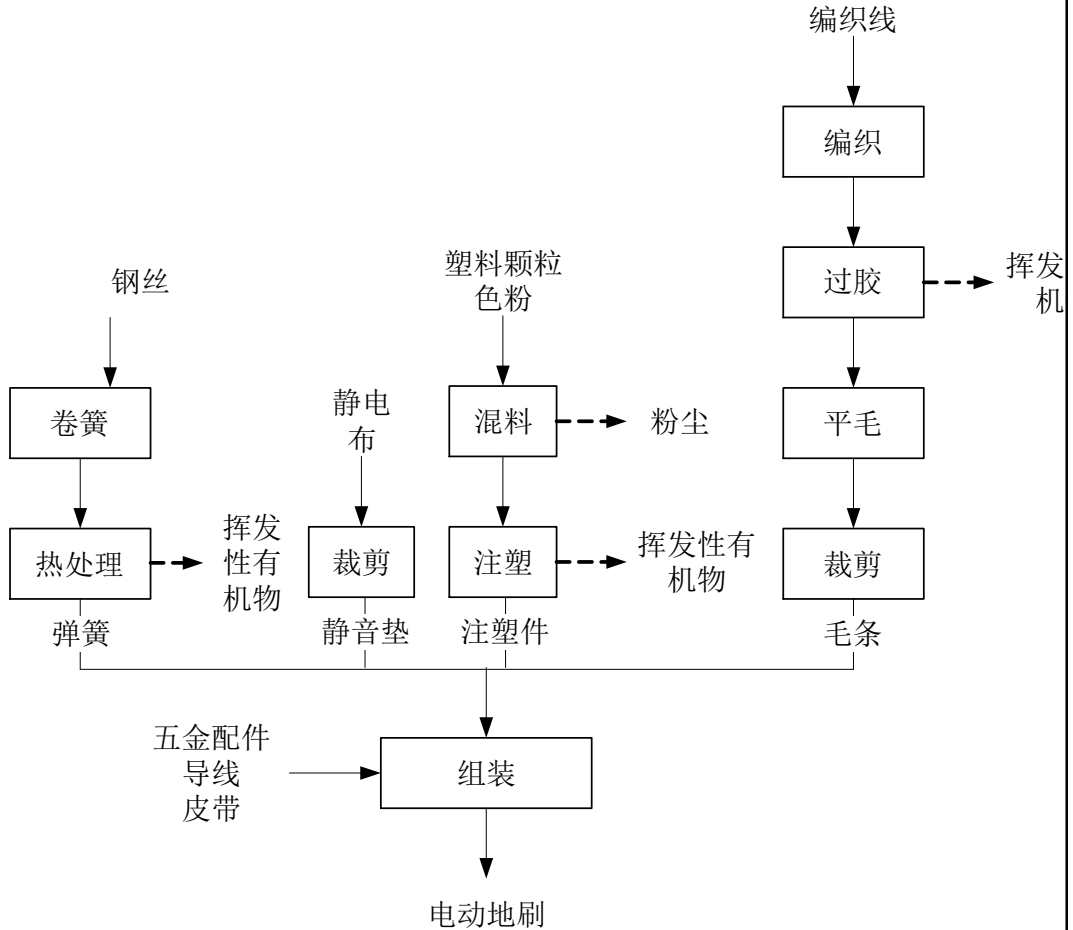 编织线
编织
过胶
挥发
机
平毛
裁剪
毛条
钢丝
卷簧
热处理
挥发
性有
机物
弹簧
静电
布
裁剪
静音垫
塑料颗粒
色粉
混料
粉尘
注塑
挥发性有
机物
注塑件
五金配件
导线
皮带
组装
电动地刷